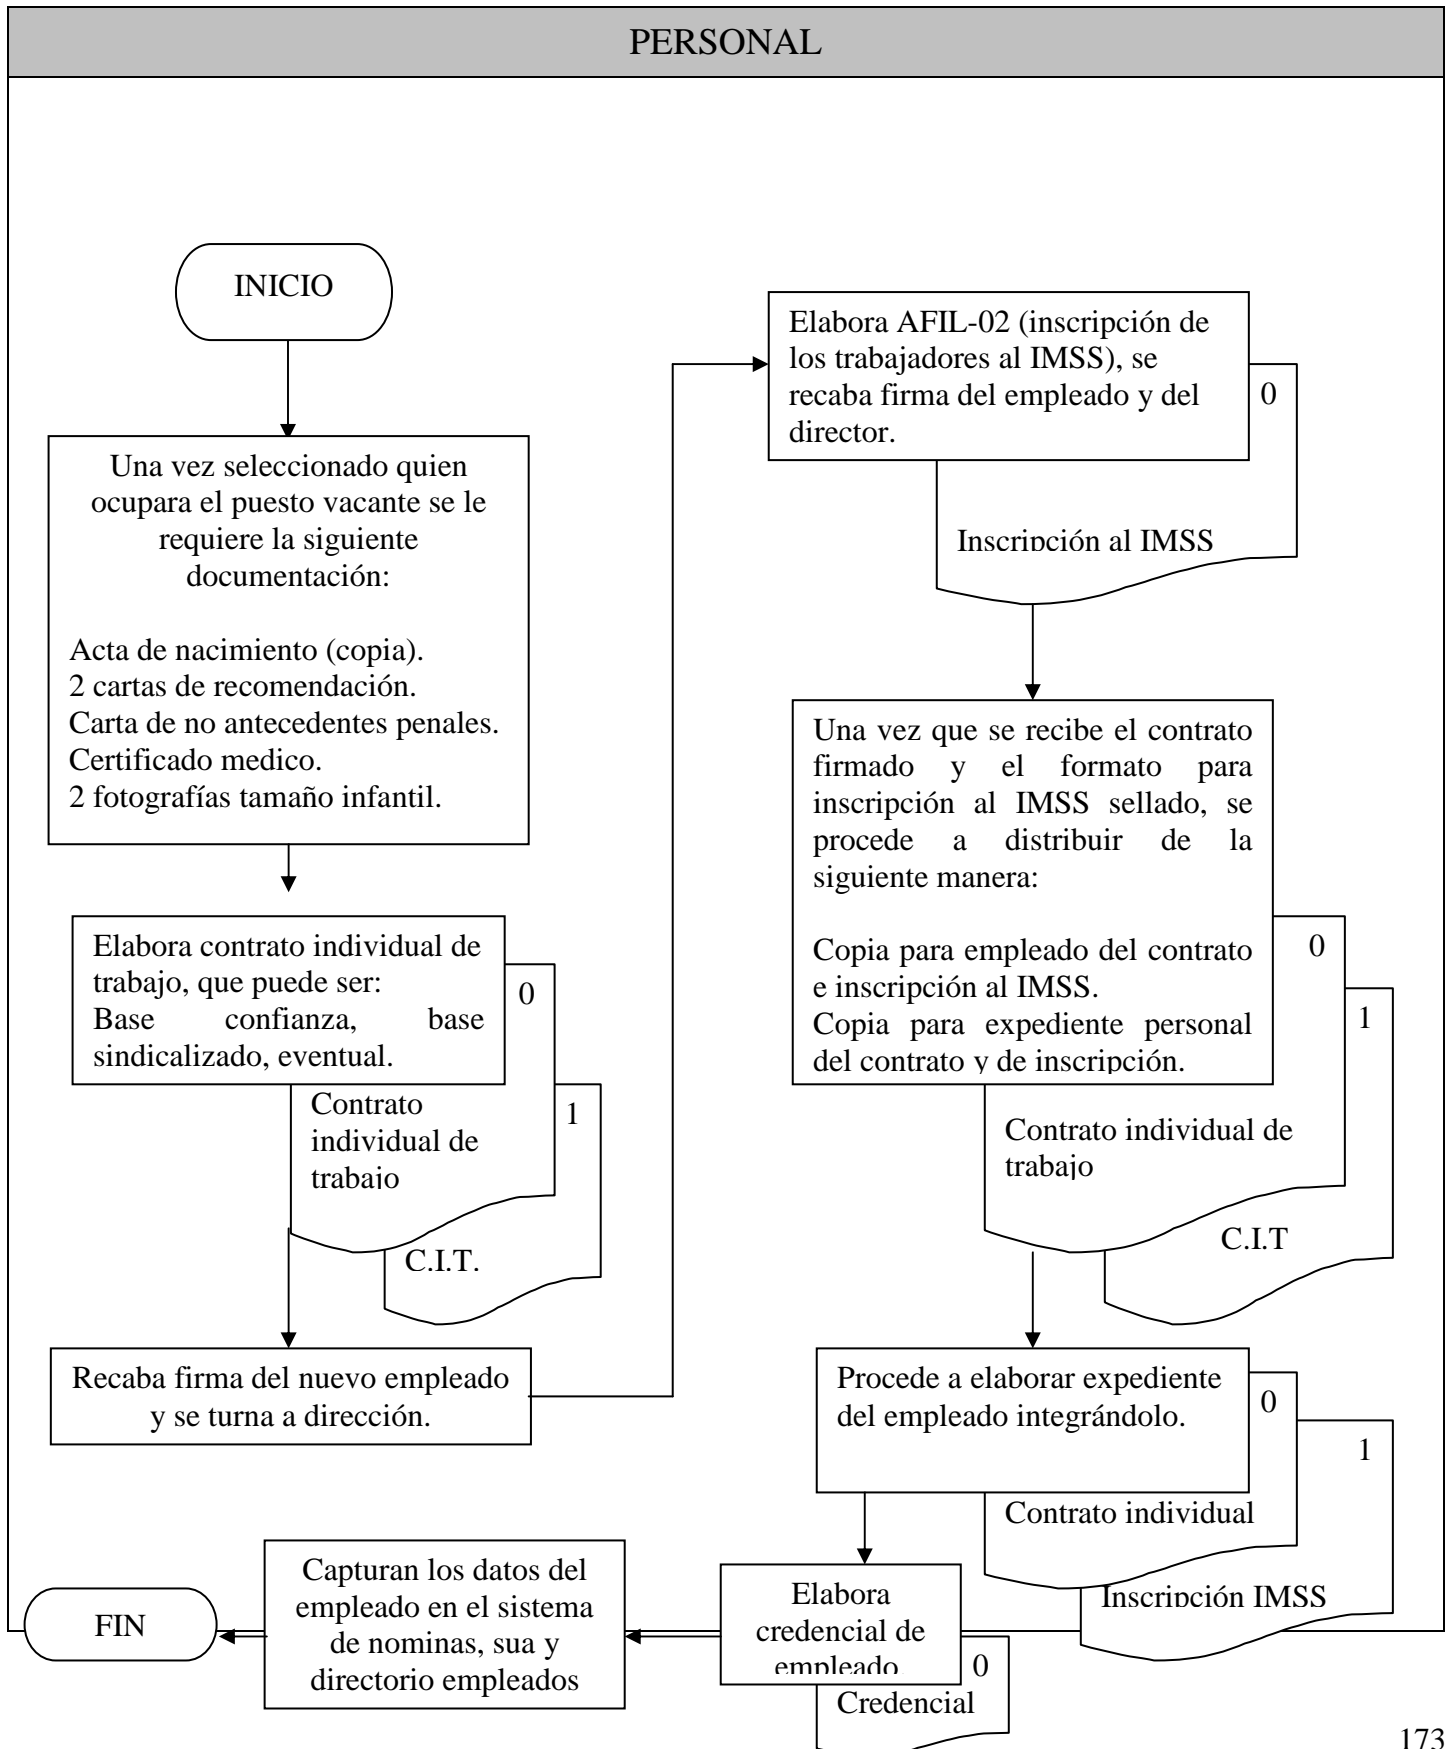 PERSONAL
INICIO
Una vez seleccionado quien
ocupara el puesto vacante se le
requiere la siguiente
documentación:
Acta de nacimiento (copia).
2 cartas de recomendación.
Carta de no antecedentes penales.
Certificado medico.
2 fotografías tamaño infantil.
Elabora contrato individual de
trabajo, que puede ser:
Base confianza, base
sindicalizado, eventual.
0
Contrato
individual de
trabajo
1
C.I.T.
Recaba firma del nuevo empleado
y se turna a dirección.
Elabora AFIL-02 (inscripción de
los trabajadores al IMSS), se
recaba firma del empleado y del
director.
0
Inscripción al IMSS
Una vez que se recibe el contrato
firmado y el formato para
inscripción al IMSS sellado, se
procede a distribuir de la
siguiente manera:
Copia para empleado del contrato
e inscripción al IMSS.
Copia para expediente personal
del contrato y de inscripción.
0
1
Contrato individual de
trabajo
C.I.T
Procede a elaborar expediente
del empleado integrándolo.
0
1
Contrato individual
Inscripción IMSS
Elabora
credencial de
empleado
0
Credencial
Capturan los datos del
empleado en el sistema
de nominas, sua y
directorio empleados
FIN
173